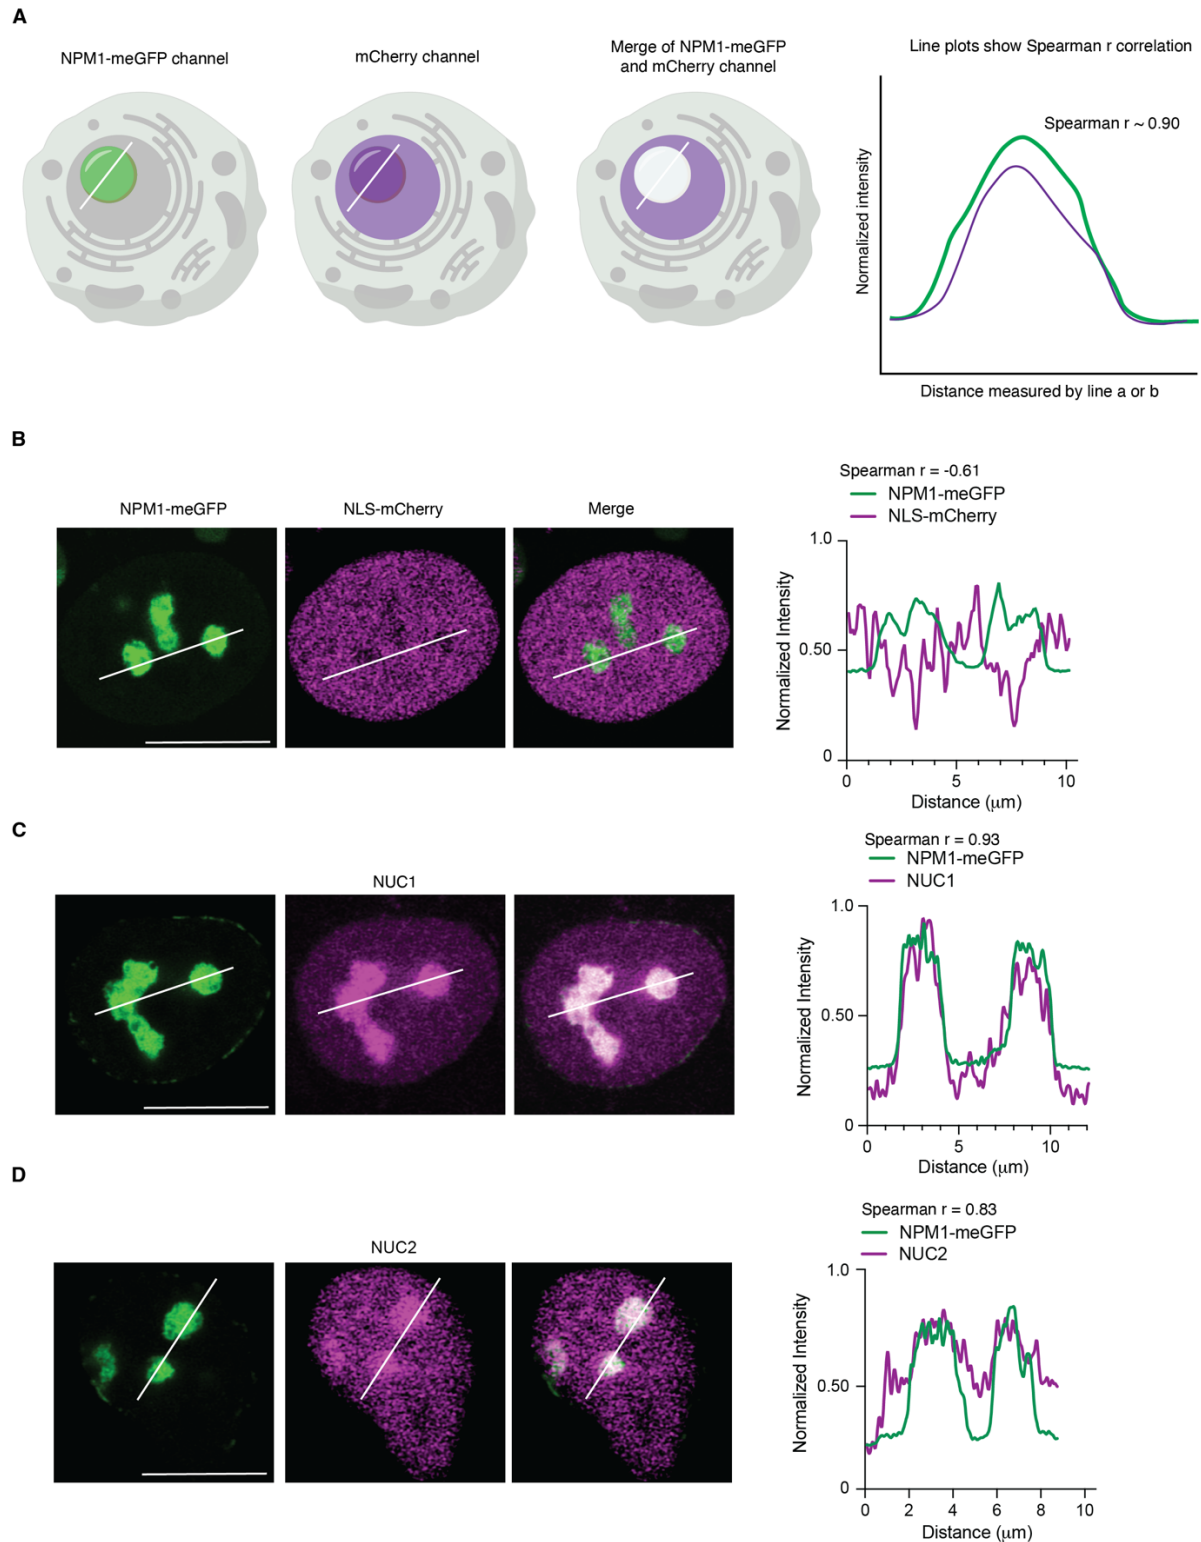 A
NPM1-meGFP channel
mCherry channel
Merge of NPM1-meGFP
and mCherry channel
Line plots show Spearman r correlation
Spearman r ~ 0.90
Normalized intensity
Distance measured by line a or b
B
NPM1-meGFP
NLS-mCherry
Merge
Spearman r = -0.61
NPM1-meGFP
NLS-mCherry
1.0
0.50
0
Normalized Intensity
0 5 10
Distance (μm)
C
NUC1
Spearman r = 0.93
NPM1-meGFP
NUC1
1.0
0.50
0
Normalized Intensity
0 5 10
Distance (μm)
D
NUC2
Spearman r = 0.83
NPM1-meGFP
NUC2
1.0
0.50
0
Normalized Intensity
0 2 4 6 8 10
Distance (μm)